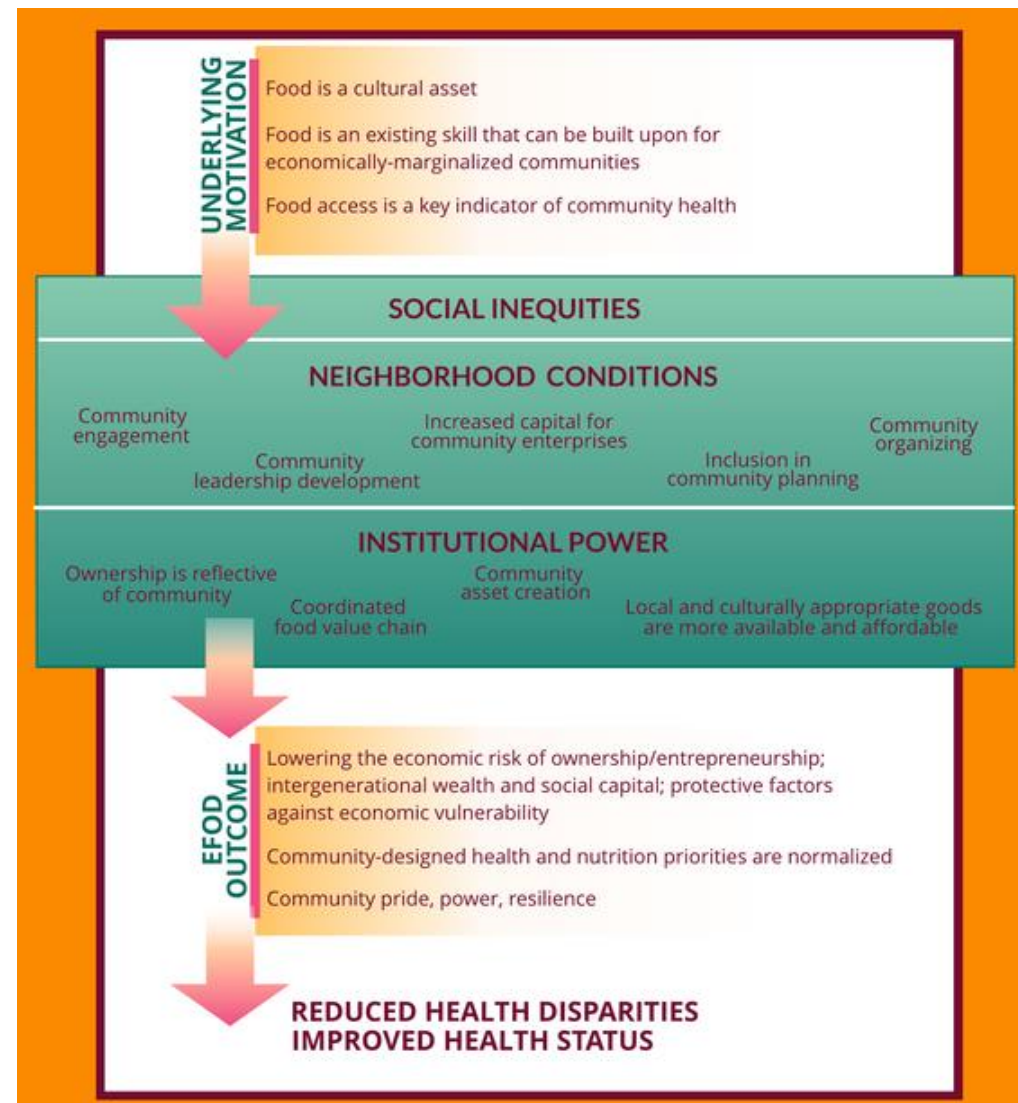 UNDERLYING
MOTIVATION
Food is a cultural asset
Food is an existing skill that can be built upon for
economically-marginalized communities
Food access is a key indicator of community health
SOCIAL INEQUITIES
NEIGHBORHOOD CONDITIONS
Community
engagement
Community
leadership development
Increased capital for
community enterprises
Inclusion in
community planning
Community
organizing
INSTITUTIONAL POWER
Ownership is reflective
of community
Coordinated
food value chain
Community
asset creation
Local and culturally appropriate goods
are more available and affordable
EFOD
OUTCOME
Lowering the economic risk of ownership/entrepreneurship;
intergenerational wealth and social capital; protective factors
against economic vulnerability
Community-designed health and nutrition priorities are normalized
Community pride, power, resilience
REDUCED HEALTH DISPARITIES
IMPROVED HEALTH STATUS